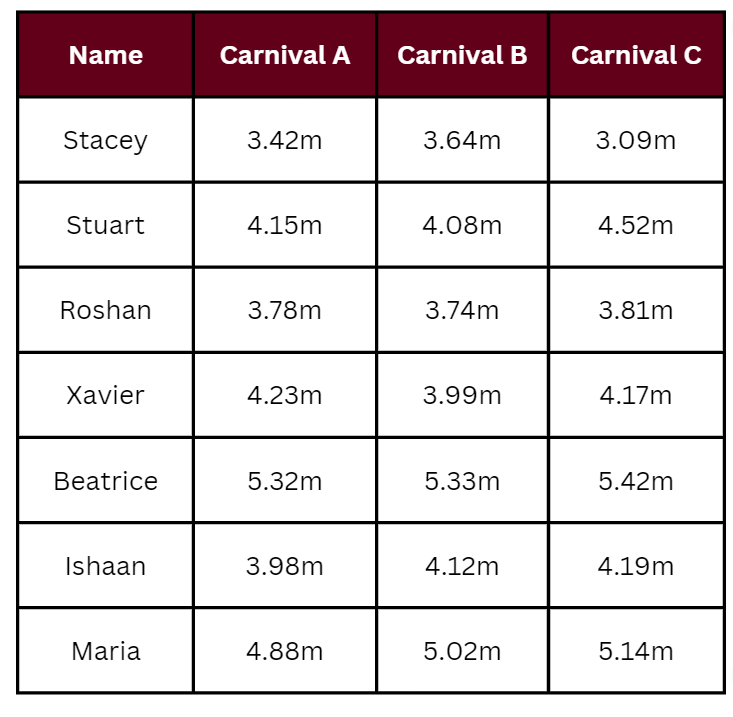 Name Carnival A Carnival B Carnival C
Stacey 3.42m 3.64m 3.09m
Stuart 4.15m 4.08m 4.52m
Roshan 3.78m 3.74m 3.81m
Xavier 4.23m 3.99m 4.17m
Beatrice 5.32m 5.33m 5.42m
Ishaan 3.98m 4.12m 4.19m
Maria 4.88m 5.02m 5.14m